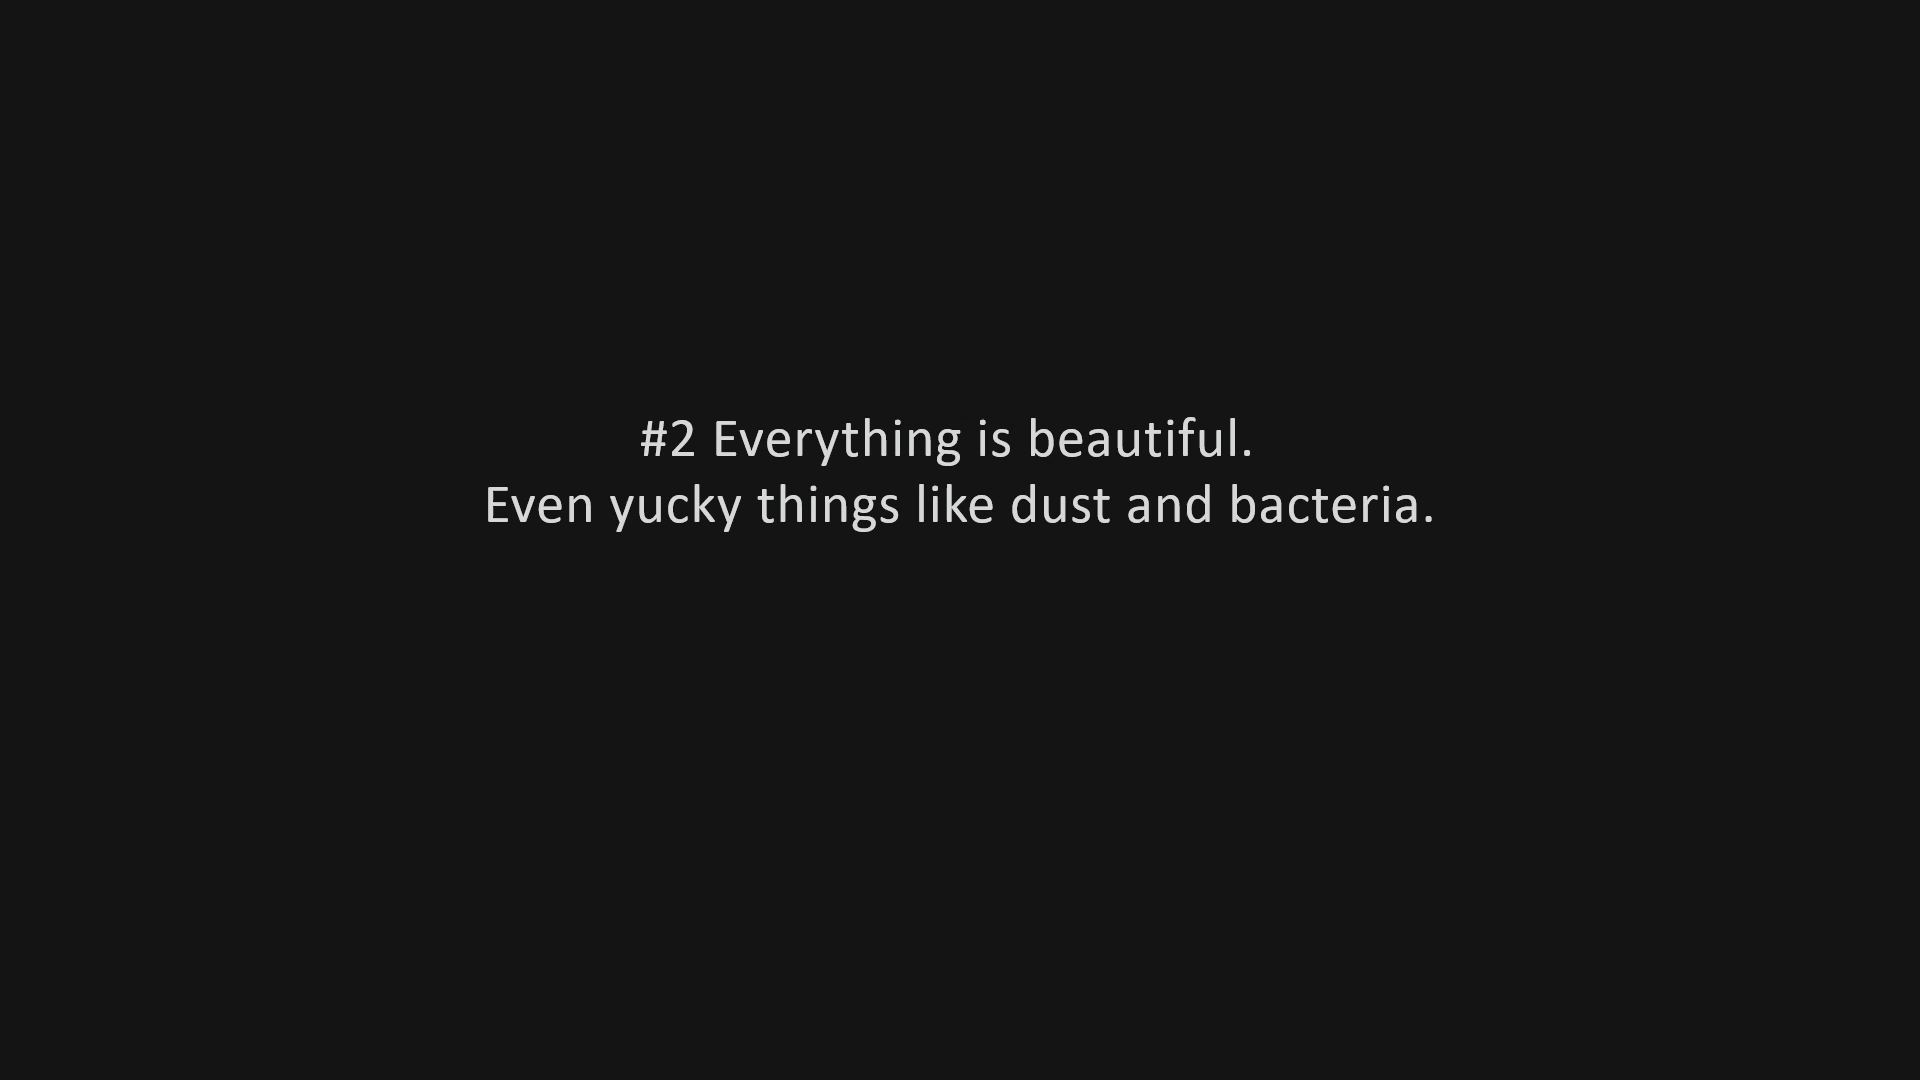 #2 Everything is beautiful.
Even yucky things like dust and bacteria.